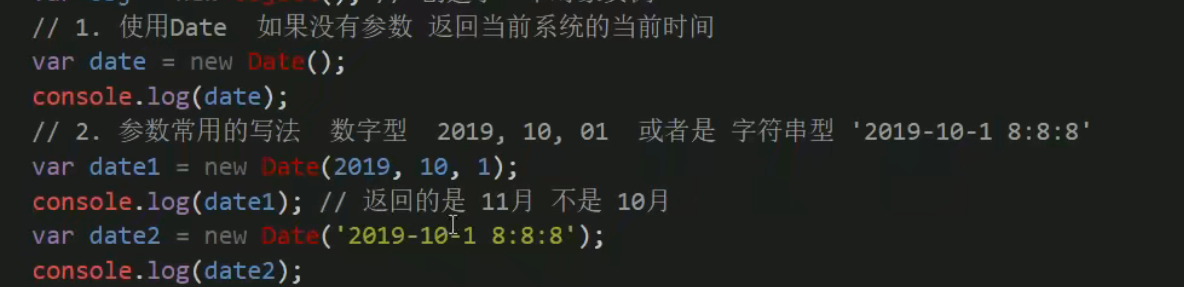 // 1. 使用Date 如果没有参数 返回当前系统的当前时间
var date = new Date();
console.log(date);
// 2. 参数常用的写法 数字型 2019, 10, 01 或者是 字符串型 '2019-10-1 8:8:8'
var date1 = new Date(2019, 10, 1);
console.log(date1); // 返回的是 11月 不是 10月
var date2 = new Date('2019-10-1 8:8:8');
console.log(date2);